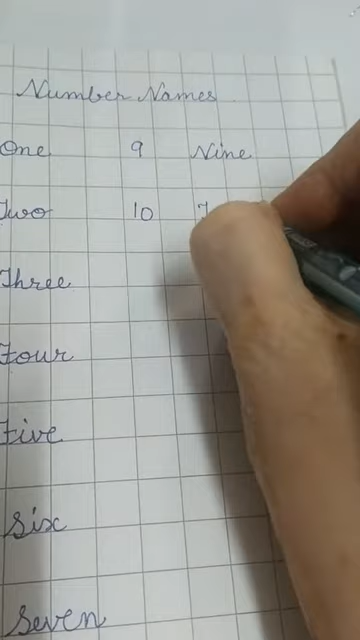 Number Names
One 9 Nine
Two 10
Three
Four
Five
Six
Seven